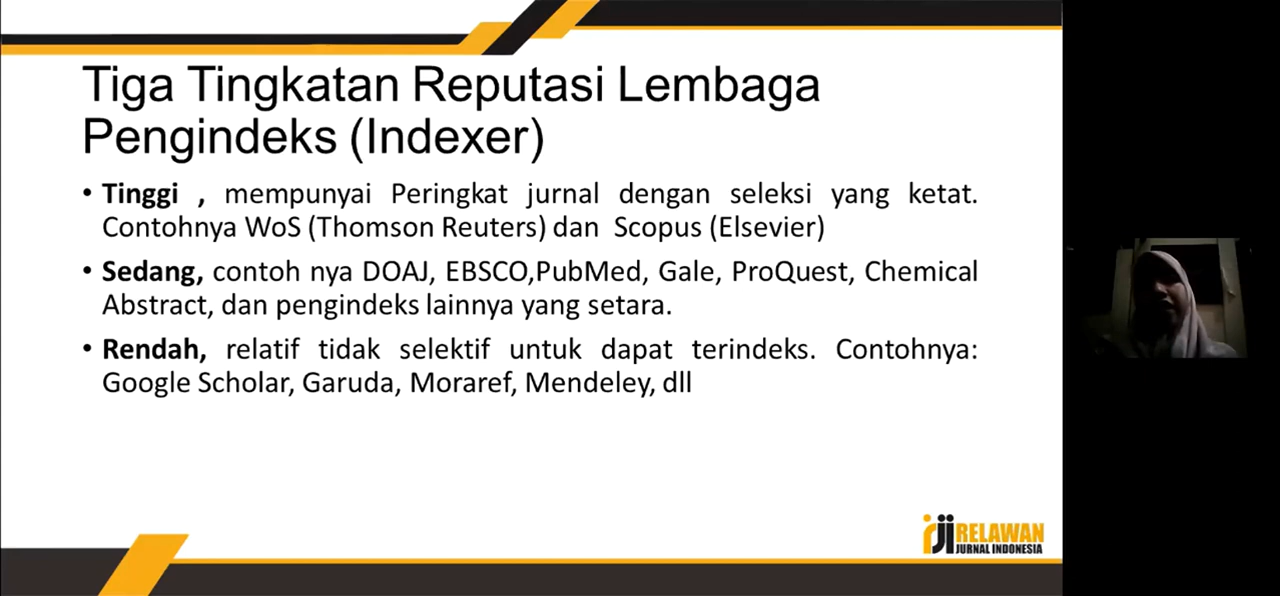 Tiga Tingkatan Reputasi Lembaga
Pengindeks (Indexer)
• Tinggi , mempunyai Peringkat jurnal dengan seleksi yang ketat.
Contohnya WoS (Thomson Reuters) dan Scopus (Elsevier)
• Sedang, contoh nya DOAJ, EBSCO,PubMed, Gale, ProQuest, Chemical
Abstract, dan pengindeks lainnya yang setara.
• Rendah, relatif tidak selektif untuk dapat terindeks. Contohnya:
Google Scholar, Garuda, Moraref, Mendeley, dll
rji RELAWAN
JURNAL INDONESIA